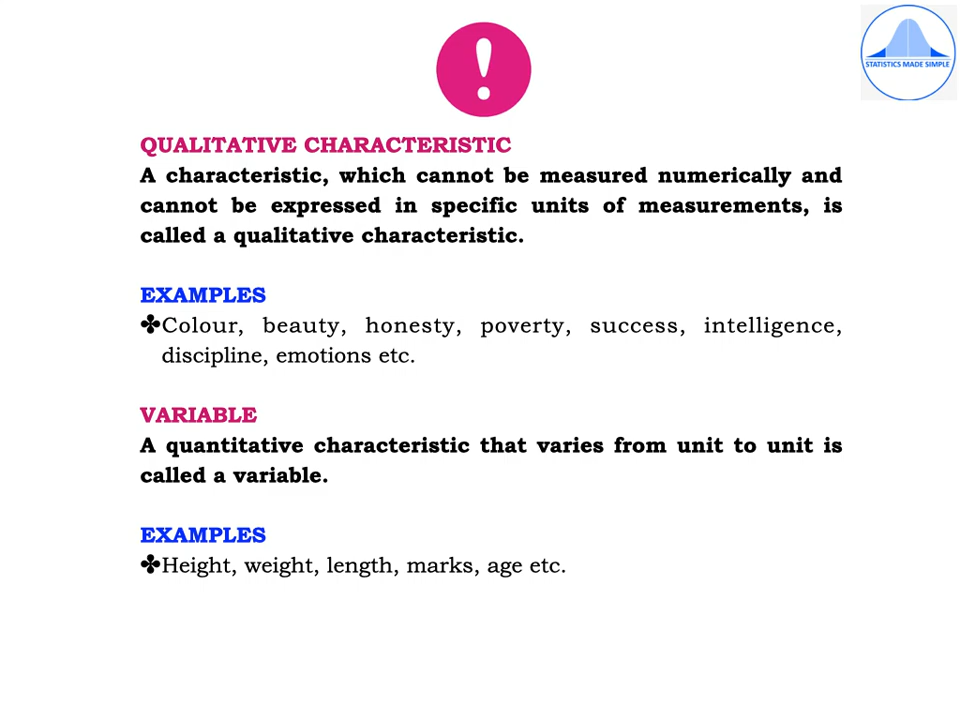 STATISTICS MADE SIMPLE
QUALITATIVE CHARACTERISTIC
A characteristic, which cannot be measured numerically and
cannot be expressed in specific units of measurements, is
called a qualitative characteristic.
EXAMPLES
✤Colour, beauty, honesty, poverty, success, intelligence,
discipline, emotions etc.
VARIABLE
A quantitative characteristic that varies from unit to unit is
called a variable.
EXAMPLES
✤Height, weight, length, marks, age etc.